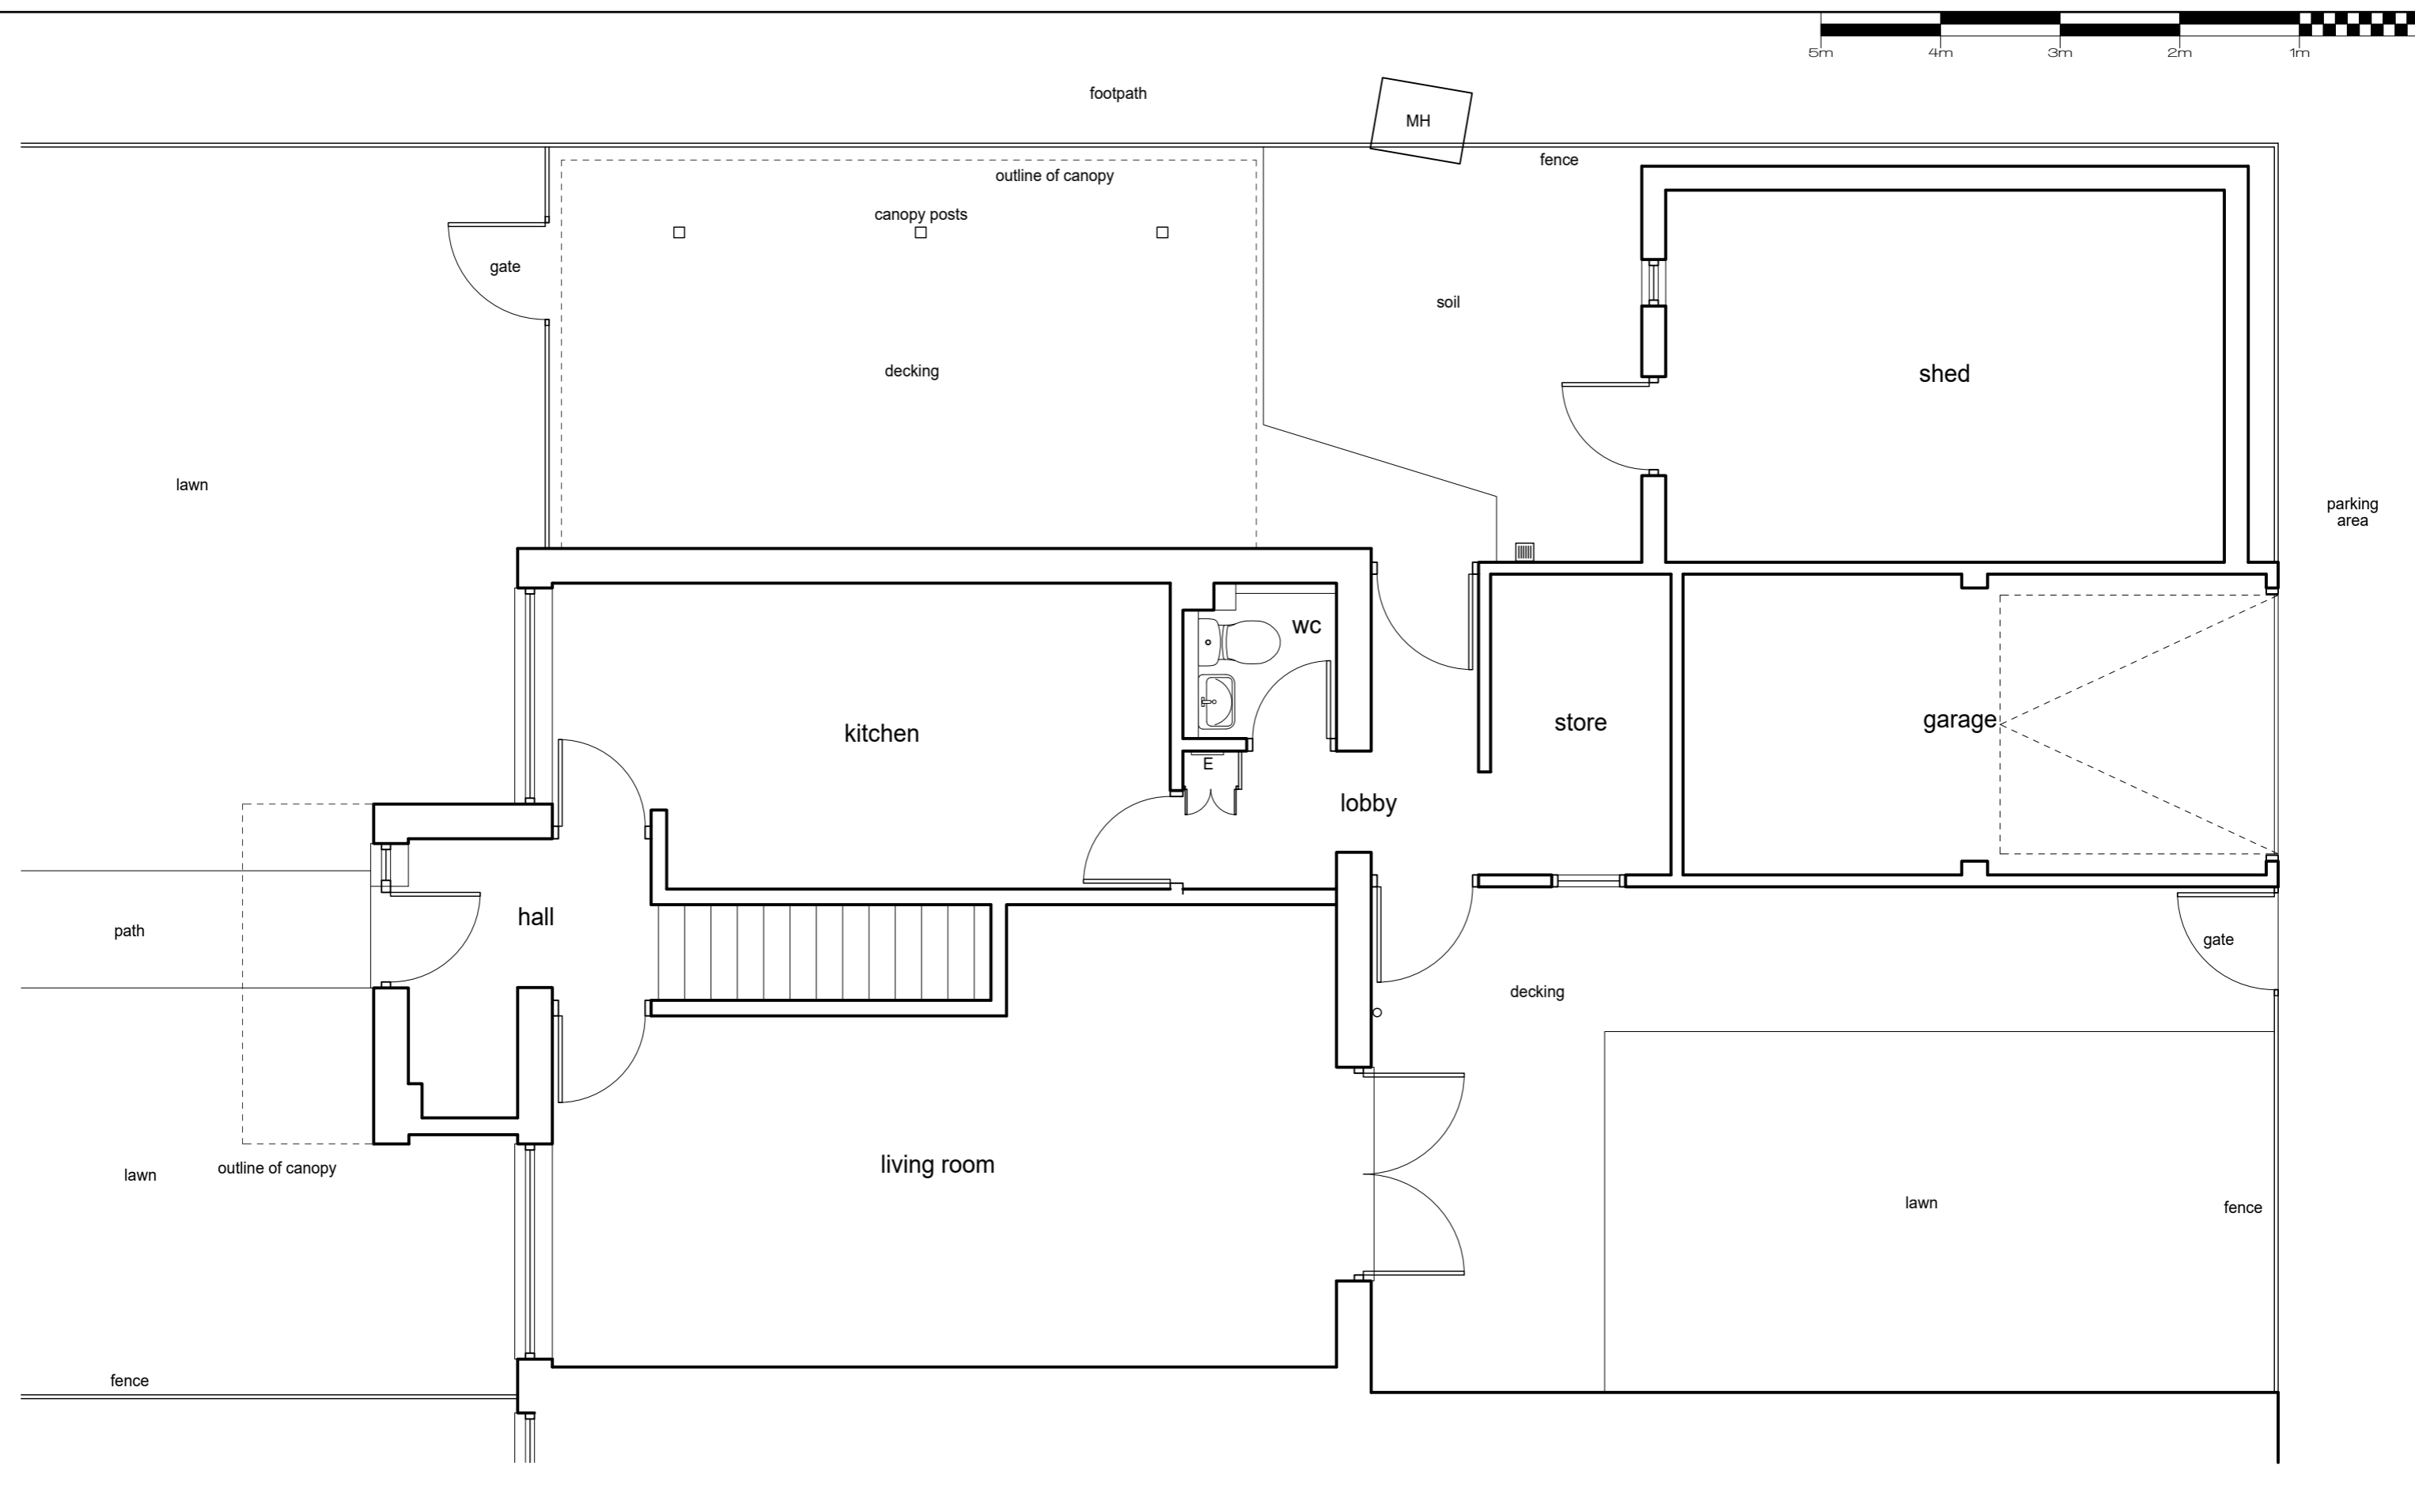 5m
4m
3m
2m
1m
footpath
MH
fence
outline of canopy
canopy posts
gate
soil
decking
shed
lawn
parking
area
wc
kitchen
store
garage
E
lobby
hall
path
gate
decking
living room
outline of canopy
lawn
lawn
fence
fence